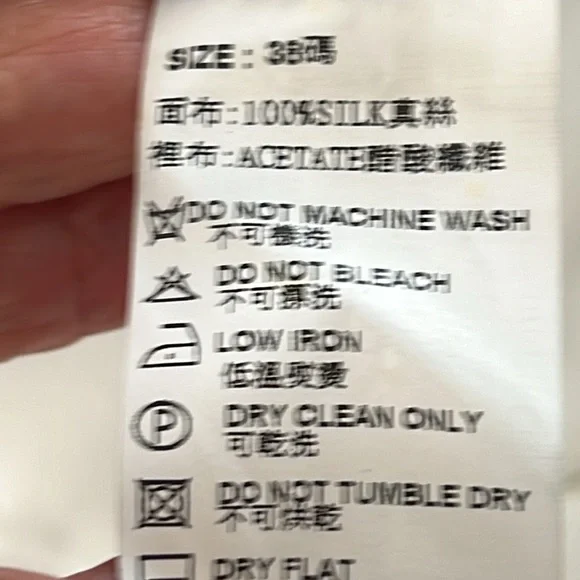 SIZE : 38碼
面布:100%SILK真絲
裡布:ACETATE醋酸纖維
DO NOT MACHINE WASH
不可機洗
DO NOT BLEACH
不可漂洗
LOW IRON
低溫熨燙
P
DRY CLEAN ONLY
可乾洗
DO NOT TUMBLE DRY
不可烘乾
DRY FLAT